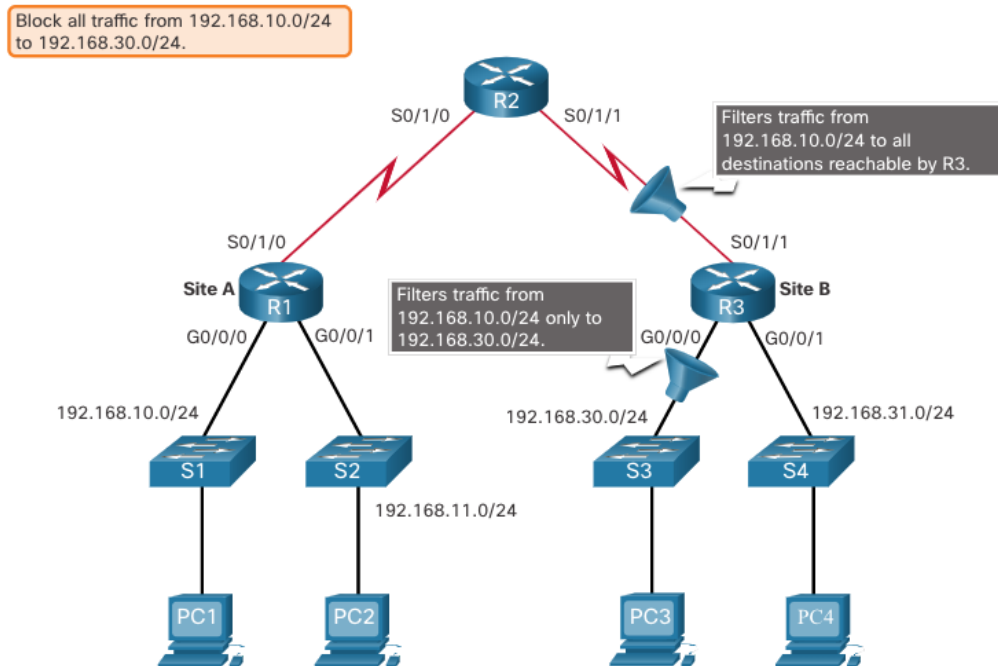 Block all traffic from 192.168.10.0/24
to 192.168.30.0/24.
R2
S0/1/0
S0/1/1
Filters traffic from
192.168.10.0/24 to all
destinations reachable by R3.
S0/1/0
S0/1/1
Site A
R1
Filters traffic from
192.168.10.0/24 only to
192.168.30.0/24.
R3
Site B
G0/0/0
G0/0/1
G0/0/0
G0/0/1
192.168.10.0/24
192.168.30.0/24
192.168.31.0/24
S1
S2
S3
S4
192.168.11.0/24
PC1
PC2
PC3
PC4